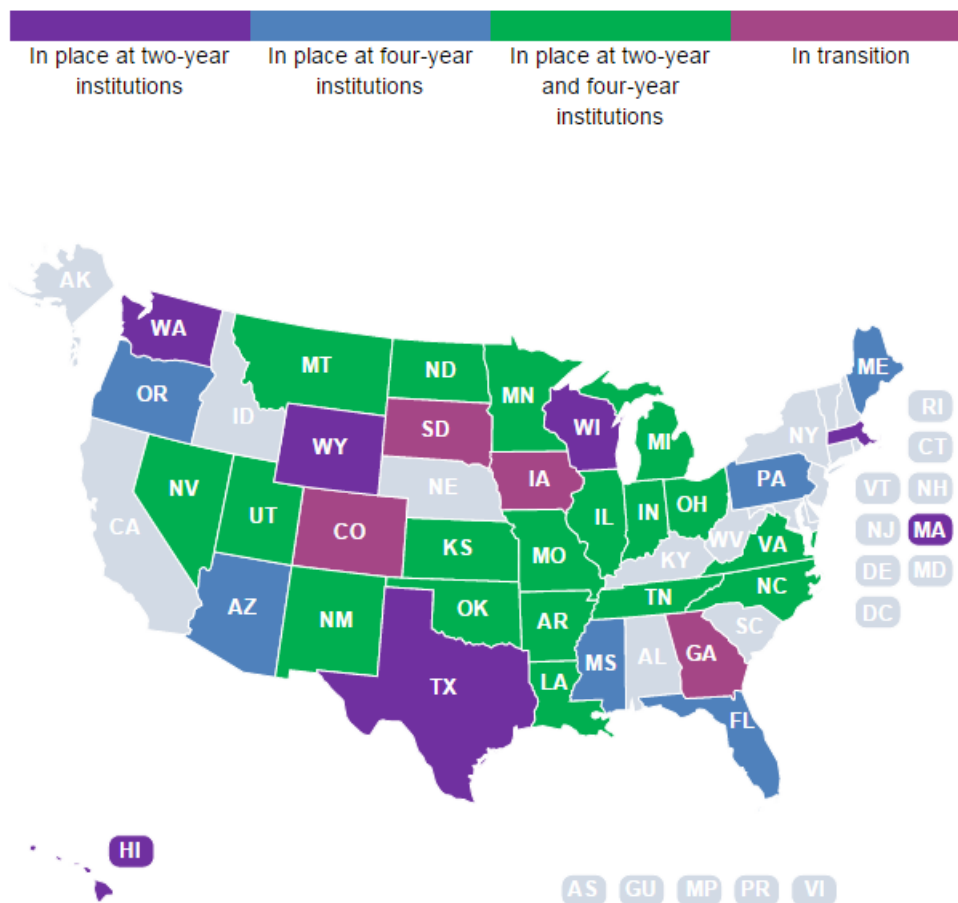 In place at two-year
institutions
In place at four-year
institutions
In place at two-year
and four-year
institutions
In transition
AK
WA
MT
ND
MN
ME
OR
ID
SD
WI
MI
NY
RI
WY
CT
NV
NE
IA
PA
VT
NH
UT
CO
IL
IN
OH
CA
KS
MO
WV
VA
NJ
MA
KY
DE
MD
AZ
NM
OK
AR
TN
NC
DC
SC
TX
MS
AL
GA
LA
FL
HI
AS
GU
MP
PR
VI